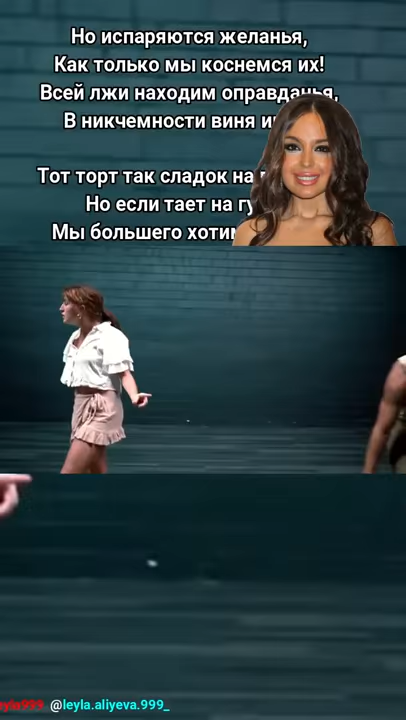 Но испаряются желанья,
Как только мы коснемся их!
Всей лжи находим оправданья,
В никчемности виня
Тот торт так сладок на
Но если тает на
Мы большего хотим
@leyla.aliyeva.999_